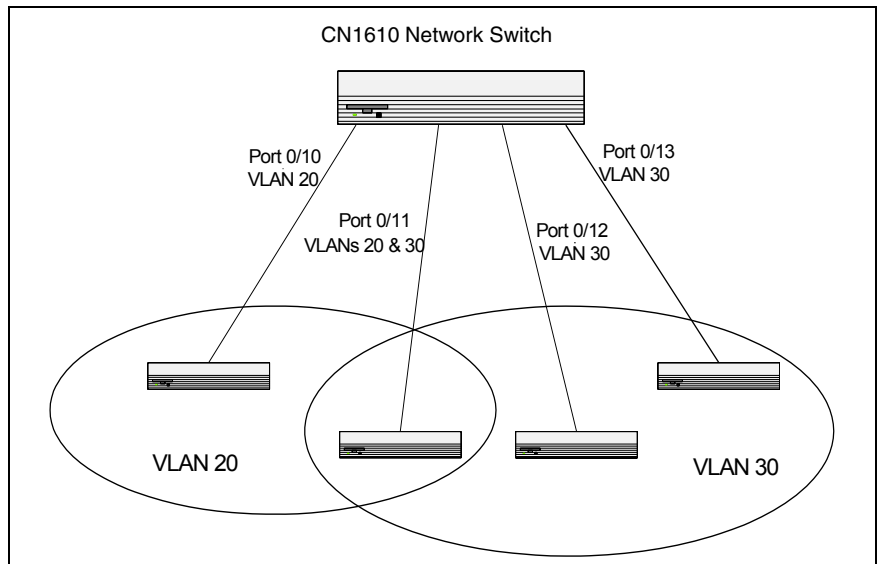 CN1610 Network Switch
Port 0/10
VLAN 20
Port 0/11
VLANs 20 & 30
Port 0/12
VLAN 30
Port 0/13
VLAN 30
VLAN 20
VLAN 30